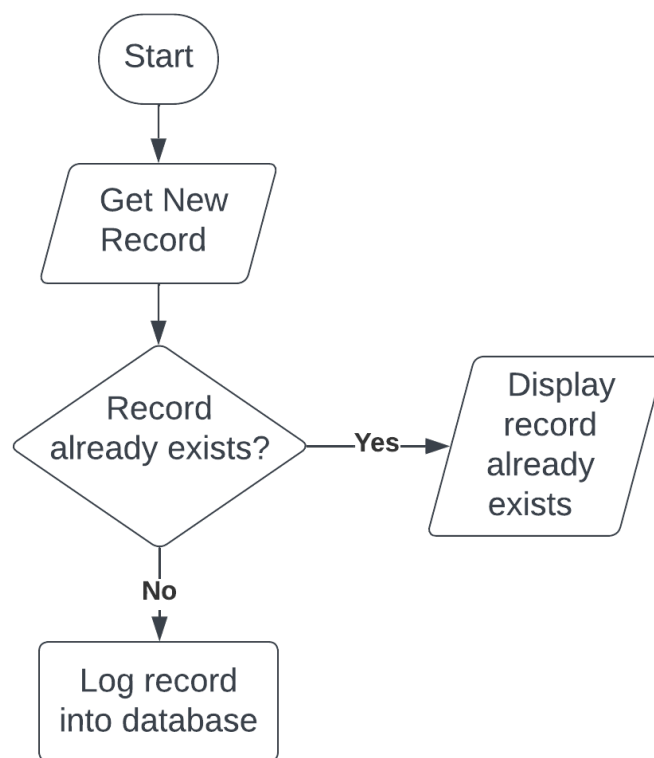 Start
Get New
Record
Record
already exists?
Yes
Display
record
already
exists
No
Log record
into database